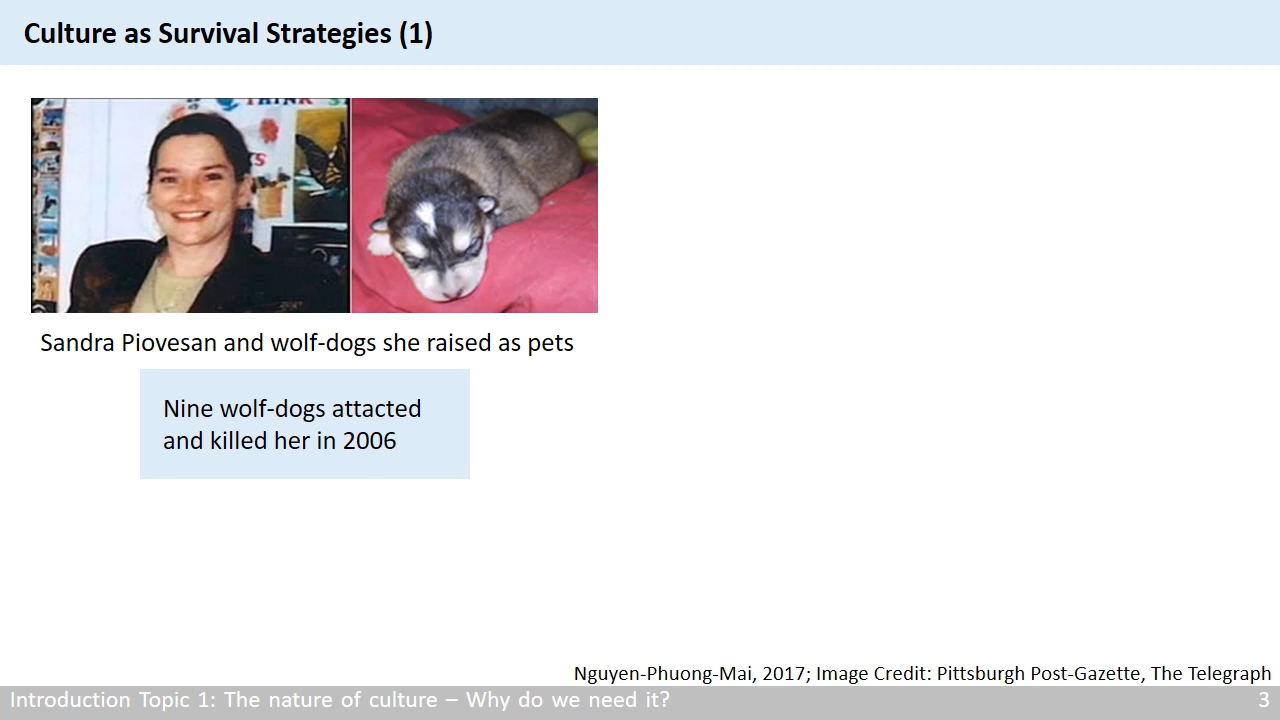 Culture as Survival Strategies (1)
THINK
KS
Sandra Piovesan and wolf-dogs she raised as pets
Nine wolf-dogs attacted
and killed her in 2006
Nguyen-Phuong-Mai, 2017; Image Credit: Pittsburgh Post-Gazette, The Telegraph
Introduction Topic 1: The nature of culture – Why do we need it?
3